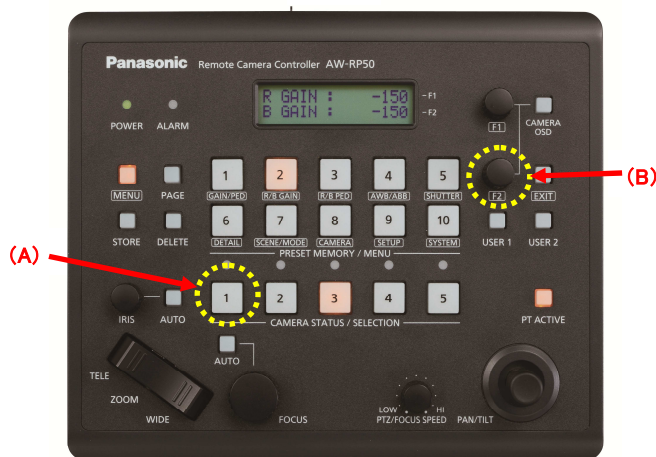 Panasonic Remote Camera Controller AW-RP50
R GAIN : -150 -F1
B GAIN : -150 -F2
POWER ALARM
F1 CAMERA OSD
(B)
1 2 3 4 5
MENU PAGE GAIN/PED R/B GAIN R/B PED AWB/ABB SHUTTER F2 EXIT
6 7 8 9 10
STORE DELETE DETAIL SCENE/MODE CAMERA SETUP SYSTEM USER 1 USER 2
PRESET MEMORY / MENU
(A)
1 2 3 4 5
IRIS AUTO CAMERA STATUS / SELECTION PT ACTIVE
AUTO
TELE
ZOOM
WIDE
FOCUS
LOW HI
PTZ/FOCUS SPEED PAN/TILT